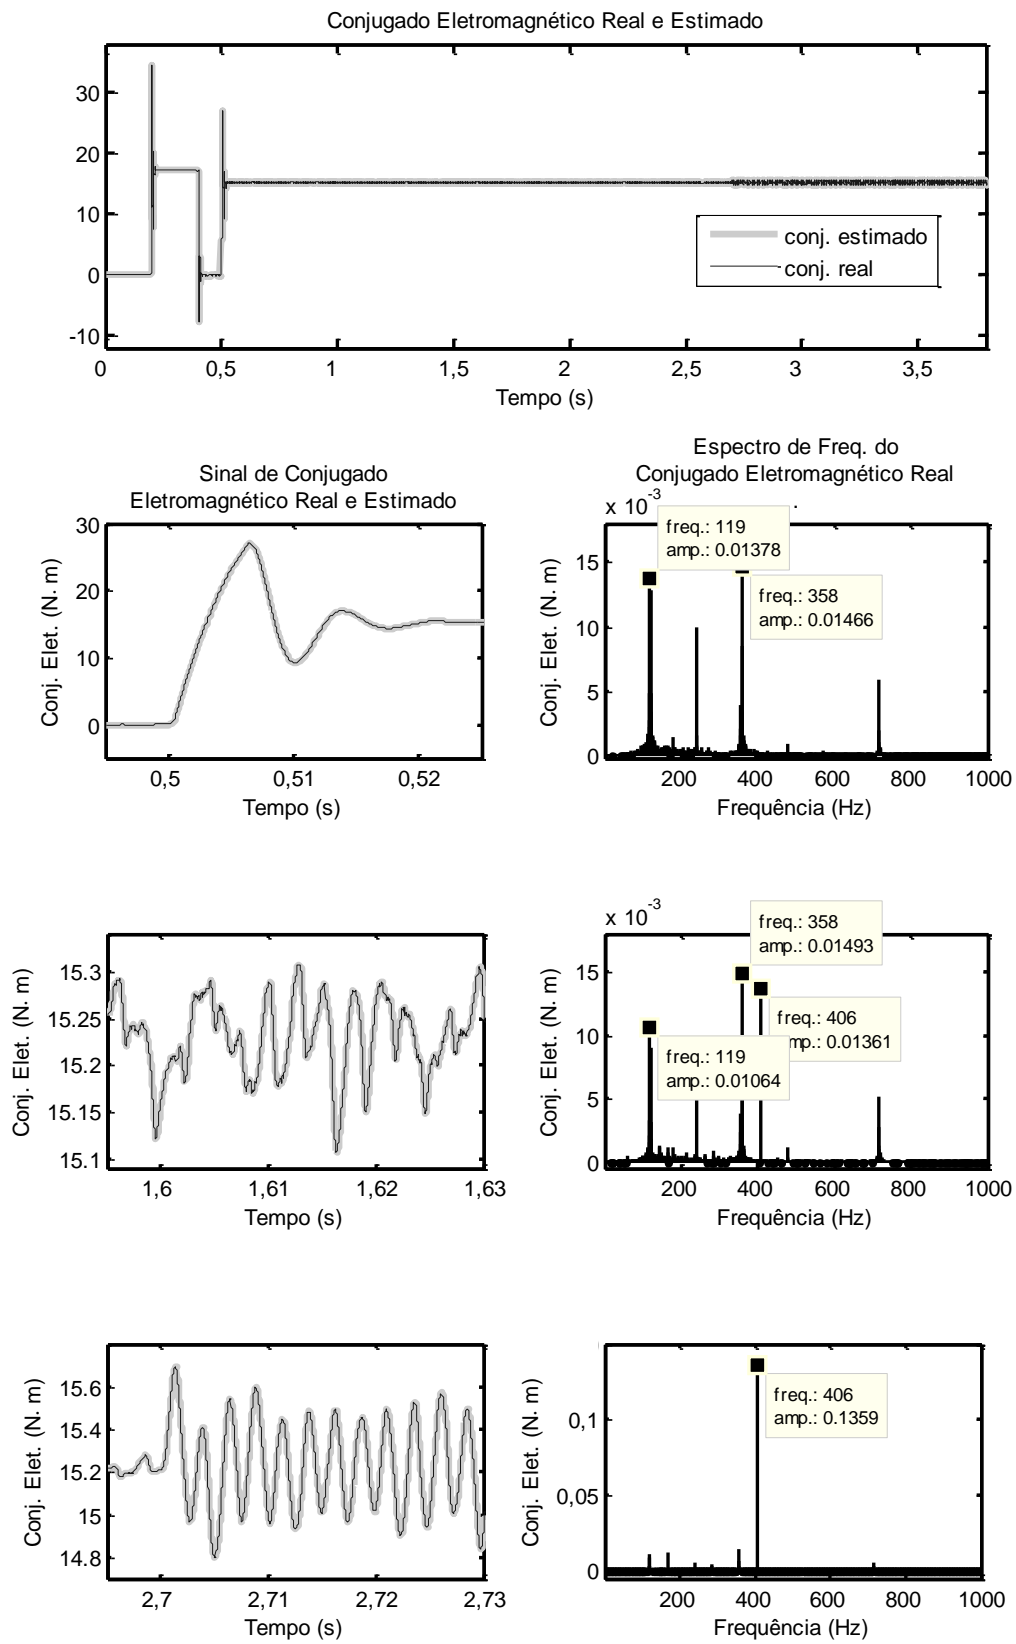 Conjugado Eletromagnético Real e Estimado
30
20
10
0
-10
conj. estimado
conj. real
0 0,5 1 1,5 2 2,5 3 3,5
Tempo (s)
Sinal de Conjugado
Eletromagnético Real e Estimado
Conj. Elet. (N. m)
30
20
10
0
0,5 0,51 0,52
Tempo (s)
Espectro de Freq. do
Conjugado Eletromagnético Real
x 10-3
Conj. Elet. (N. m)
15
10
5
0
freq.: 119
amp.: 0.01378
freq.: 358
amp.: 0.01466
200 400 600 800 1000
Frequência (Hz)
Conj. Elet. (N. m)
15.3
15.25
15.2
15.15
15.1
1,6 1,61 1,62 1,63
Tempo (s)
x 10-3
Conj. Elet. (N. m)
15
10
5
0
freq.: 358
amp.: 0.01493
freq.: 406
mp.: 0.01361
freq.: 119
amp.: 0.01064
200 400 600 800 1000
Frequência (Hz)
Conj. Elet. (N. m)
15.6
15.4
15.2
15
14.8
2,7 2,71 2,72 2,73
Tempo (s)
Conj. Elet. (N. m)
0,1
0,05
0
freq.: 406
amp.: 0.1359
200 400 600 800 1000
Frequência (Hz)